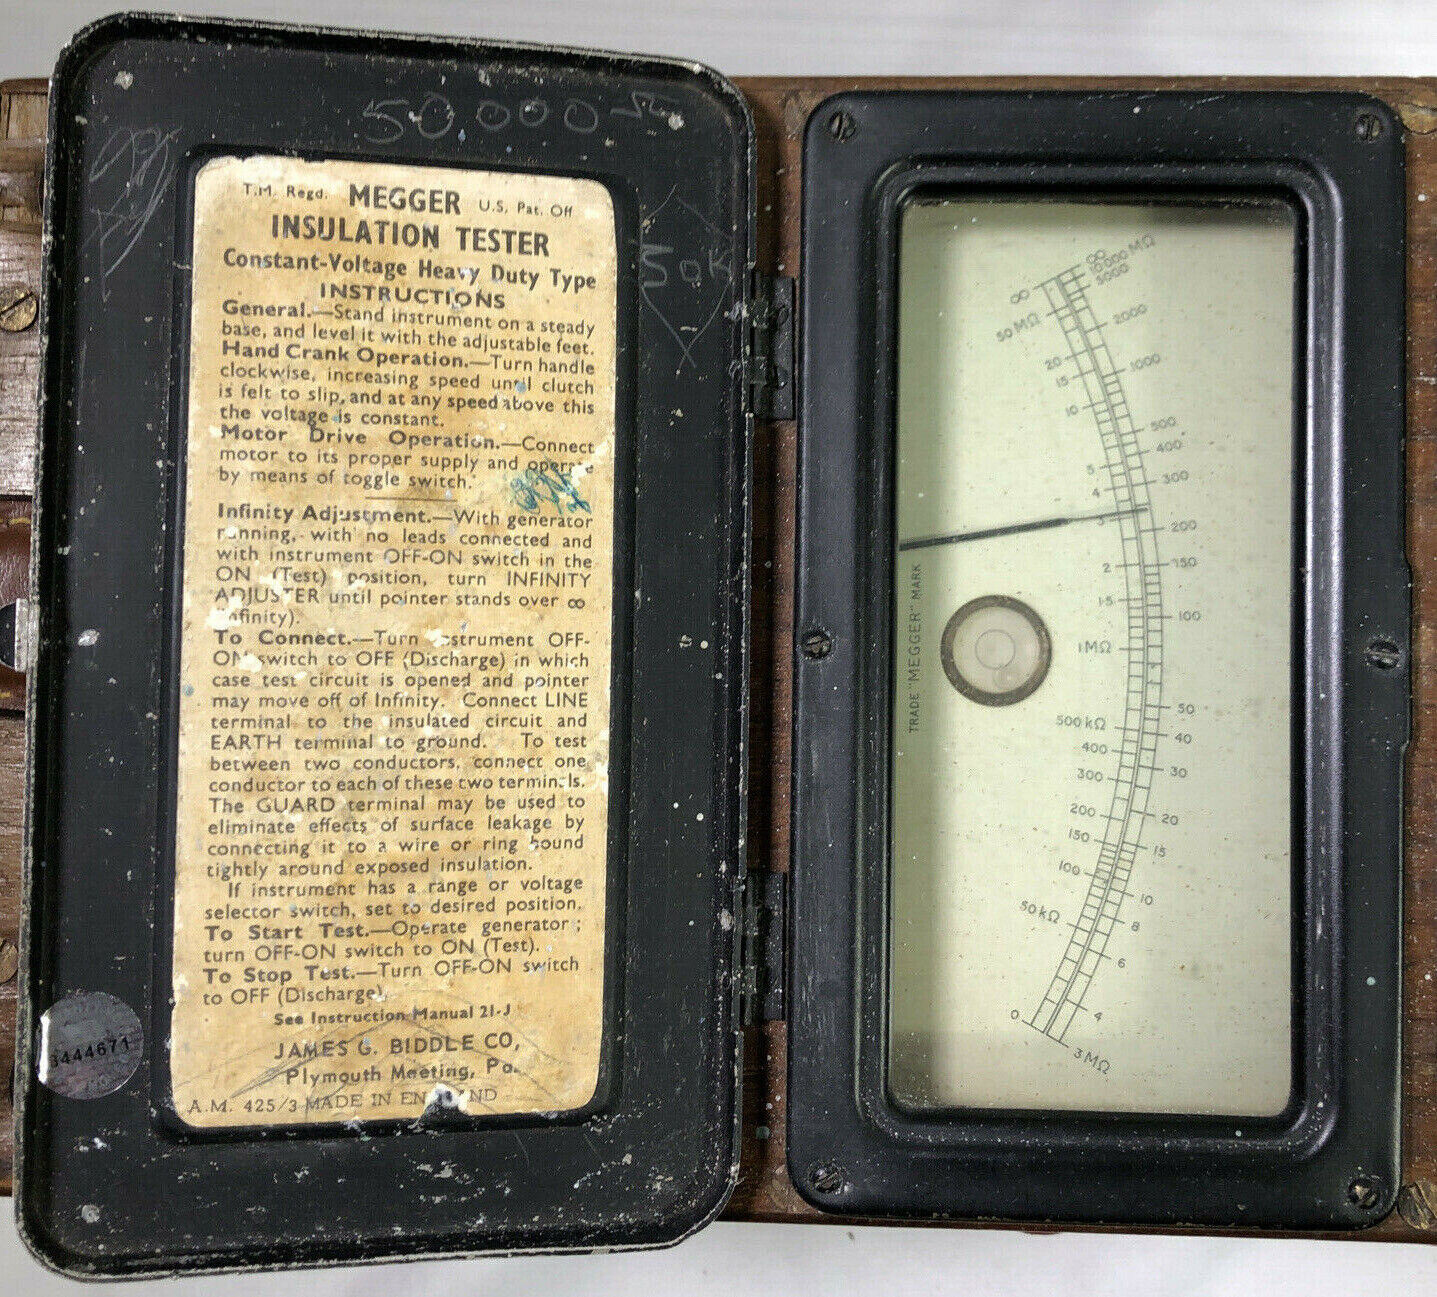 50 000
T.M. Regd. MEGGER U.S. Pat. Off
INSULATION TESTER
Constant-Voltage Heavy Duty Type
INSTRUCTIONS
General.—Stand instrument on a steady
base, and level it with the adjustable feet.
Hand Crank Operation.—Turn handle
clockwise, increasing speed until clutch
is felt to slip, and at any speed above this
the voltage is constant.
Motor Drive Operation.—Connect
motor to its proper supply and operate
by means of toggle switch.
Infinity Adjustment.—With generator
running, with no leads connected and
with instrument OFF-ON switch in the
ON (Test) position, turn INFINITY
ADJUSTER until pointer stands over ∞
(infinity).
To Connect.—Turn instrument OFF-
ON switch to OFF (Discharge) in which
case test circuit is opened and pointer
may move off of Infinity. Connect LINE
terminal to the insulated circuit and
EARTH terminal to ground. To test
between two conductors, connect one
conductor to each of these two terminals.
The GUARD terminal may be used to
eliminate effects of surface leakage by
connecting it to a wire or ring bound
tightly around exposed insulation.
If instrument has a range or voltage
selector switch, set to desired position.
To Start Test.—Operate generator;
turn OFF-ON switch to ON (Test).
To Stop Test.—Turn OFF-ON switch
to OFF (Discharge).
See Instruction Manual 21-J
JAMES G. BIDDLE CO,
Plymouth Meeting, Pa.
A.M. 425/3 MADE IN ENGLAND
444671
∞
50 MΩ
20
15
10
5
4
3
2
1·5
1 MΩ
500 kΩ
400
300
200
150
100
50 kΩ
0
∞
10 000 MΩ
5000
2000
1000
500
400
300
200
150
100
50
40
30
20
15
10
8
6
4
3 MΩ
TRADE "MEGGER" MARK